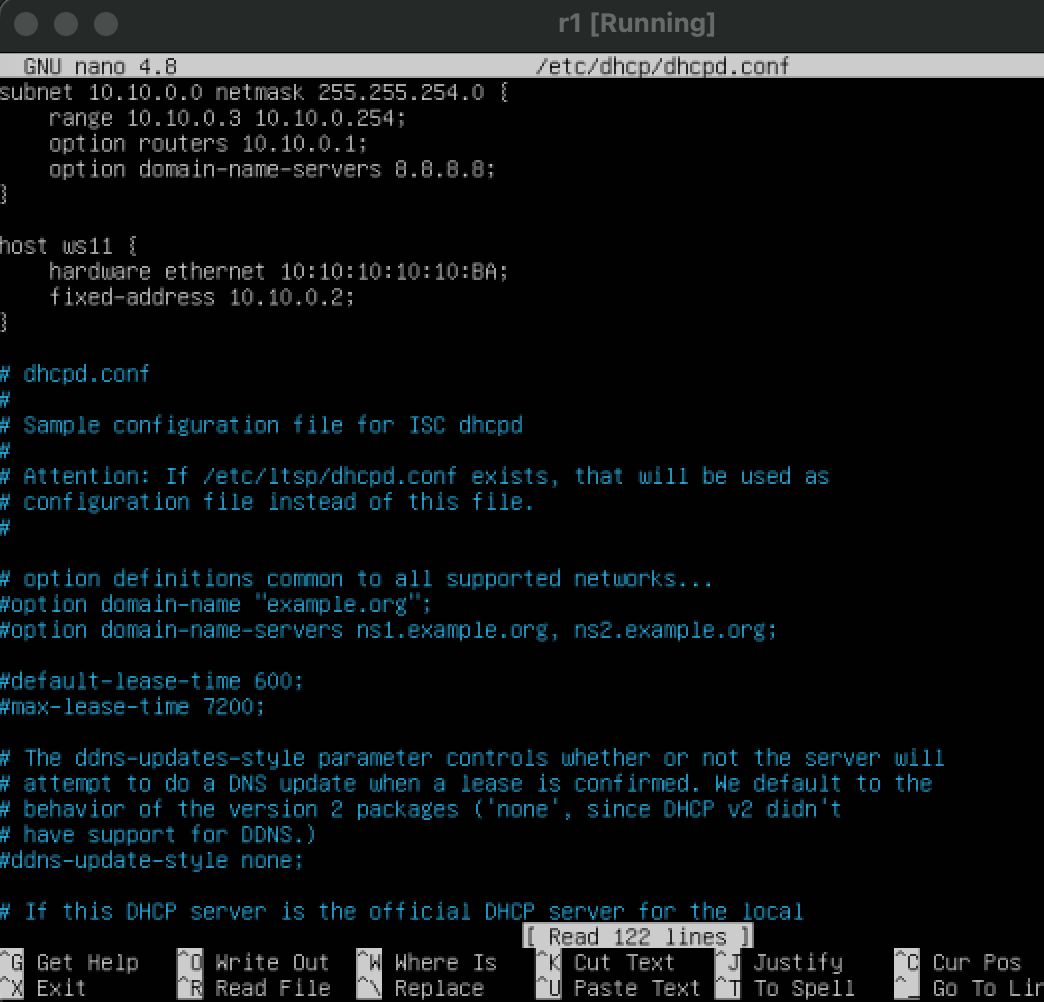 r1 [Running]
GNU nano 4.8 /etc/dhcp/dhcpd.conf
subnet 10.10.0.0 netmask 255.255.254.0 {
    range 10.10.0.3 10.10.0.254;
    option routers 10.10.0.1;
    option domain-name-servers 8.8.8.8;
}

host ws11 {
    hardware ethernet 10:10:10:10:10:BA;
    fixed-address 10.10.0.2;
}

# dhcpd.conf
#
# Sample configuration file for ISC dhcpd
#
# Attention: If /etc/ltsp/dhcpd.conf exists, that will be used as
# configuration file instead of this file.
#

# option definitions common to all supported networks...
#option domain-name "example.org";
#option domain-name-servers ns1.example.org, ns2.example.org;

#default-lease-time 600;
#max-lease-time 7200;

# The ddns-updates-style parameter controls whether or not the server will
# attempt to do a DNS update when a lease is confirmed. We default to the
# behavior of the version 2 packages ('none', since DHCP v2 didn't
# have support for DDNS.)
#ddns-update-style none;

# If this DHCP server is the official DHCP server for the local
[ Read 122 lines ]
^G Get Help ^O Write Out ^W Where Is ^K Cut Text ^J Justify ^C Cur Pos
^X Exit ^R Read File ^\ Replace ^U Paste Text ^T To Spell ^_ Go To Lin